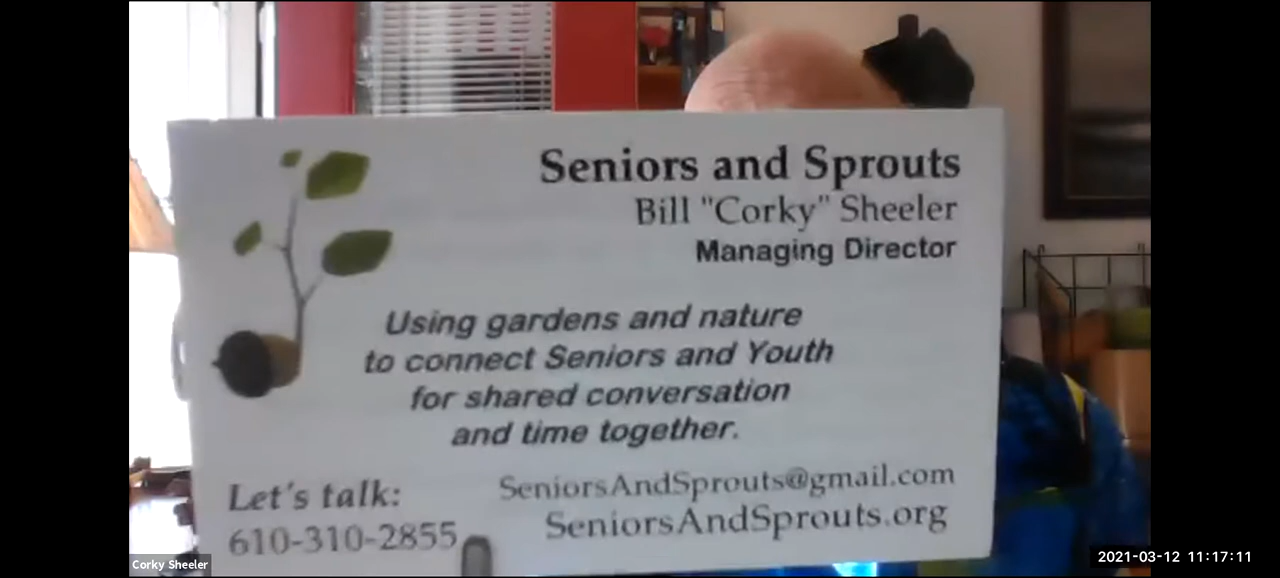 Seniors and Sprouts
Bill "Corky" Sheeler
Managing Director
Using gardens and nature
to connect Seniors and Youth
for shared conversation
and time together.
Let's talk:
610-310-2855
SeniorsAndSprouts@gmail.com
SeniorsAndSprouts.org
Corky Sheeler
2021-03-12 11:17:11